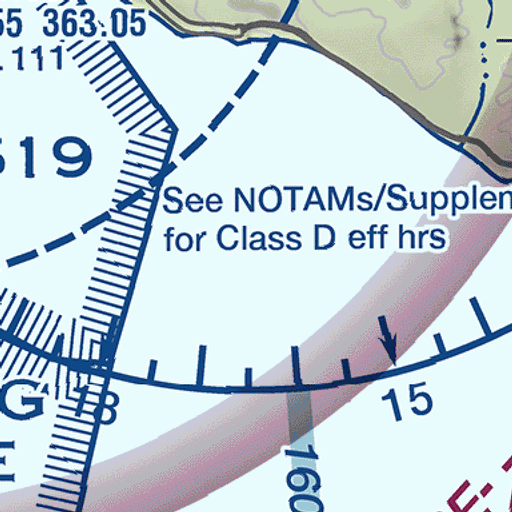 55 363.05
.111
519
See NOTAMs/Supplem
for Class D eff hrs
G 18
15
E
160
E-